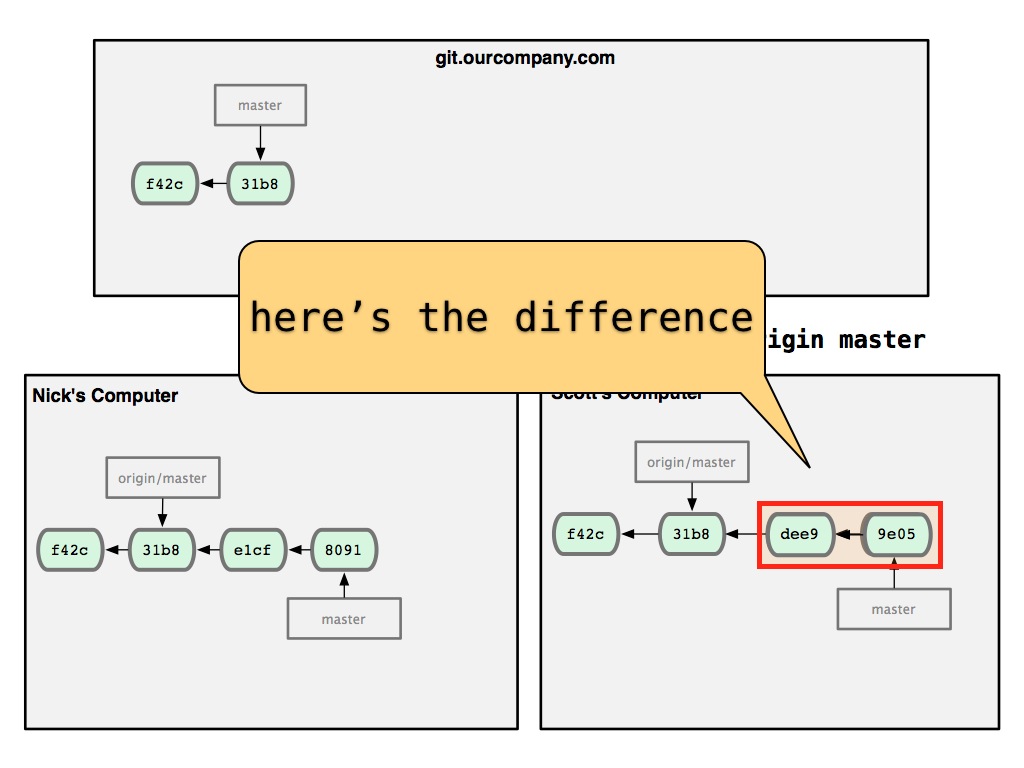 git.ourcompany.com
master
f42c
31b8
here’s the difference
igin master
Nick's Computer
Scott's Computer
origin/master
origin/master
f42c
31b8
e1cf
8091
f42c
31b8
dee9
9e05
master
master